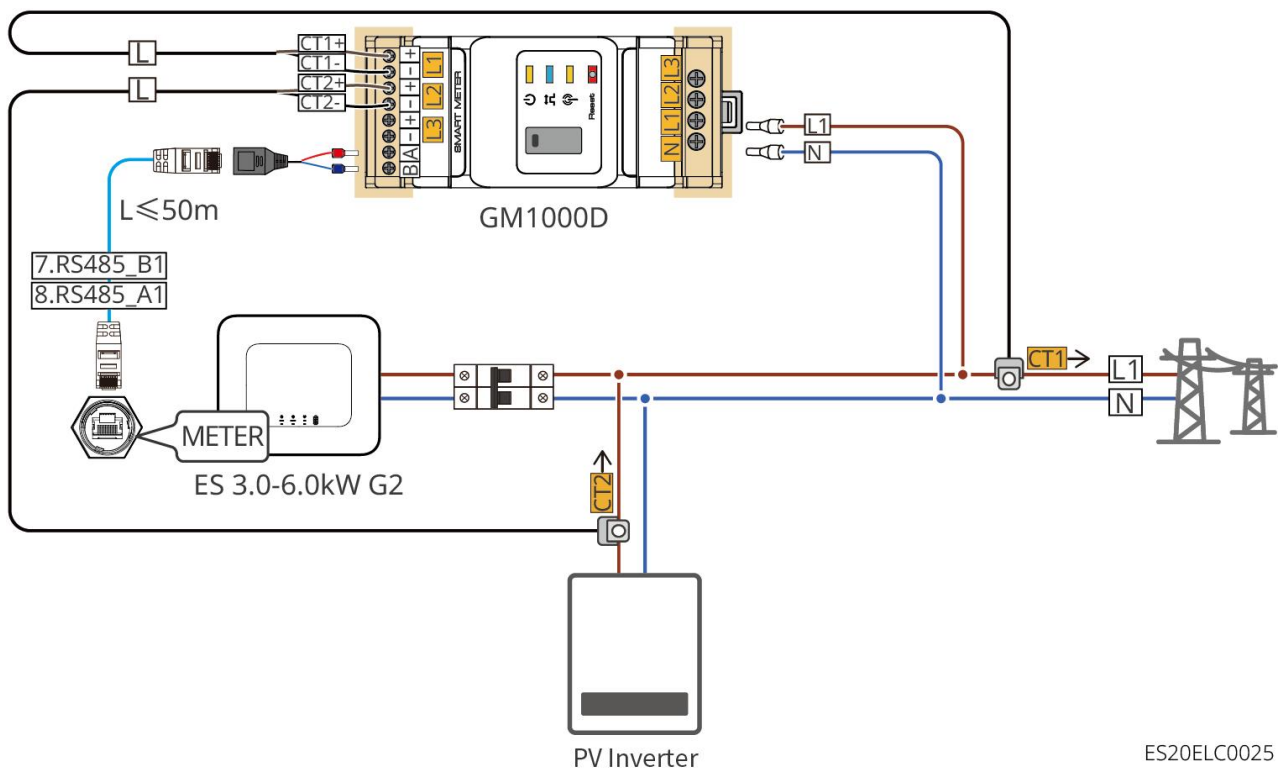 L
CT1+
CT1-
L
CT2+
CT2-
+
-
+
-
+
-
A
B
L1
L2
L3
SMART METER
Reset
L3
L2
L1
N
L1
N
GM1000D
L≤50m
7.RS485_B1
8.RS485_A1
METER
ES 3.0-6.0kW G2
CT1
L1
N
CT2
PV Inverter
ES20ELC0025